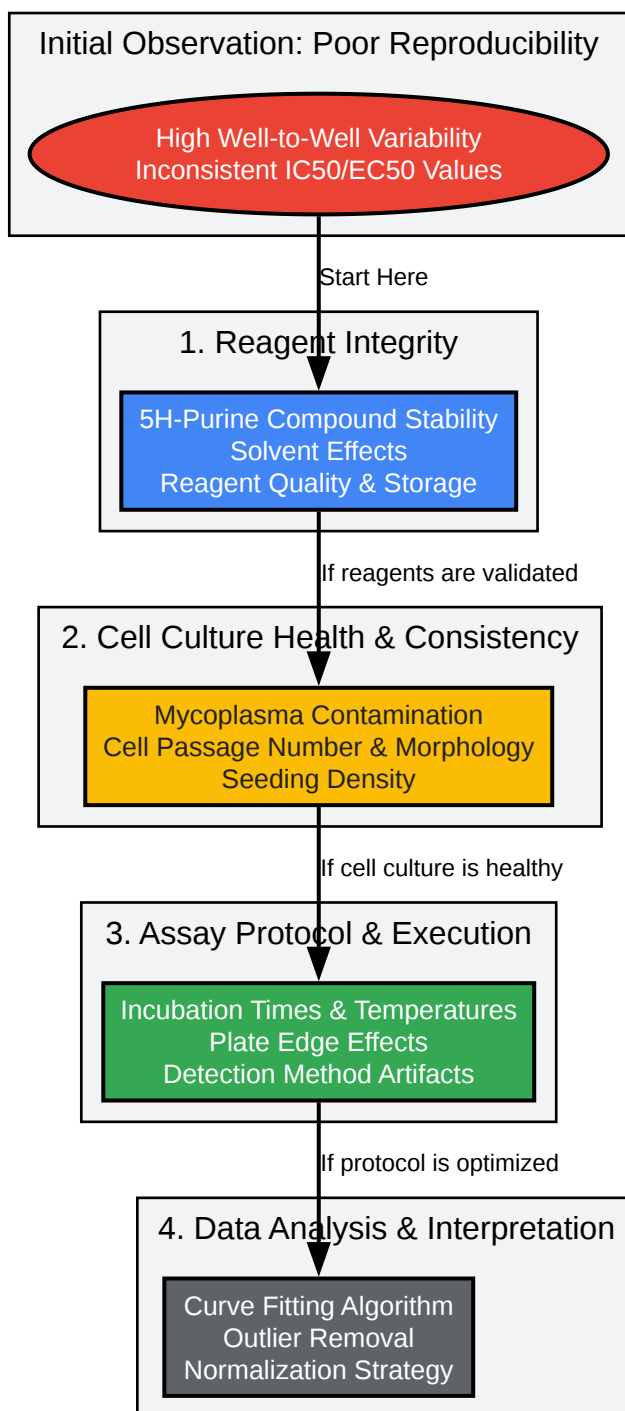 Initial Observation: Poor Reproducibility
High Well-to-Well Variability
Inconsistent IC50/EC50 Values
Start Here
1. Reagent Integrity
5H-Purine Compound Stability
Solvent Effects
Reagent Quality & Storage
If reagents are validated
2. Cell Culture Health & Consistency
Mycoplasma Contamination
Cell Passage Number & Morphology
Seeding Density
If cell culture is healthy
3. Assay Protocol & Execution
Incubation Times & Temperatures
Plate Edge Effects
Detection Method Artifacts
If protocol is optimized
4. Data Analysis & Interpretation
Curve Fitting Algorithm
Outlier Removal
Normalization Strategy